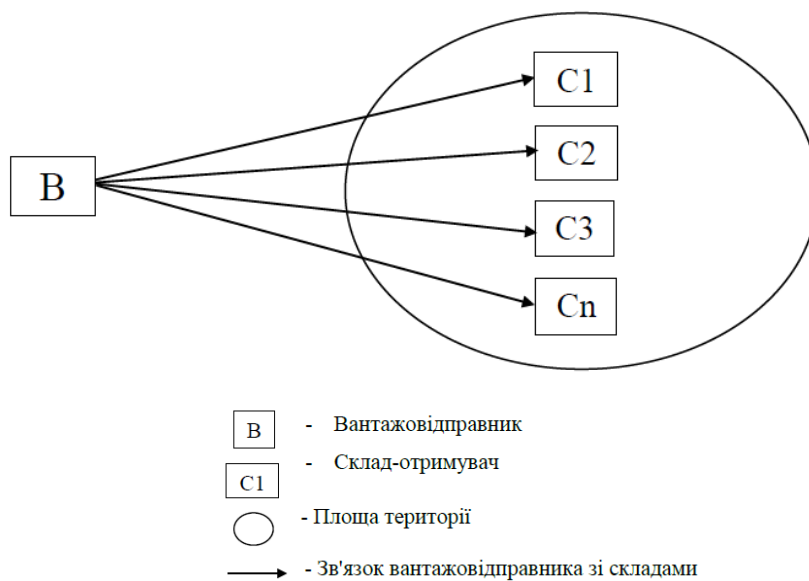 C1
C2
B
C3
Cn
B - Вантажовідправник
C1 - Склад-отримувач
- Площа території
- Зв'язок вантажовідправника зі складами